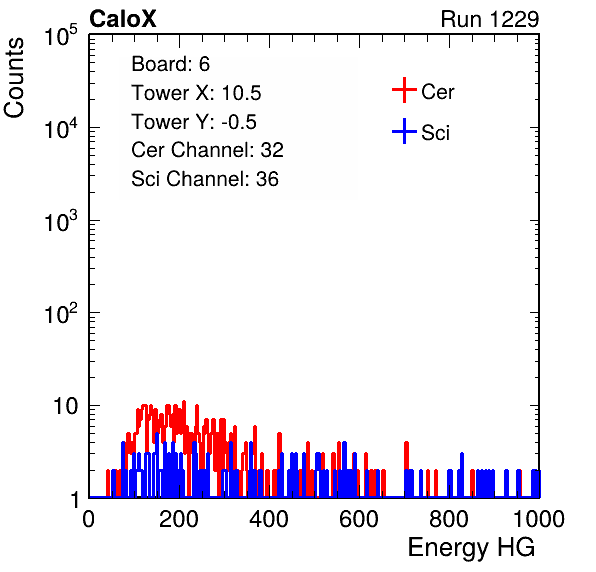 CaloX Run 1229
Counts
Board: 6
Tower X: 10.5
Tower Y: -0.5
Cer Channel: 32
Sci Channel: 36
Cer
Sci
10^5
10^4
10^3
10^2
10
1
0 200 400 600 800 1000
Energy HG